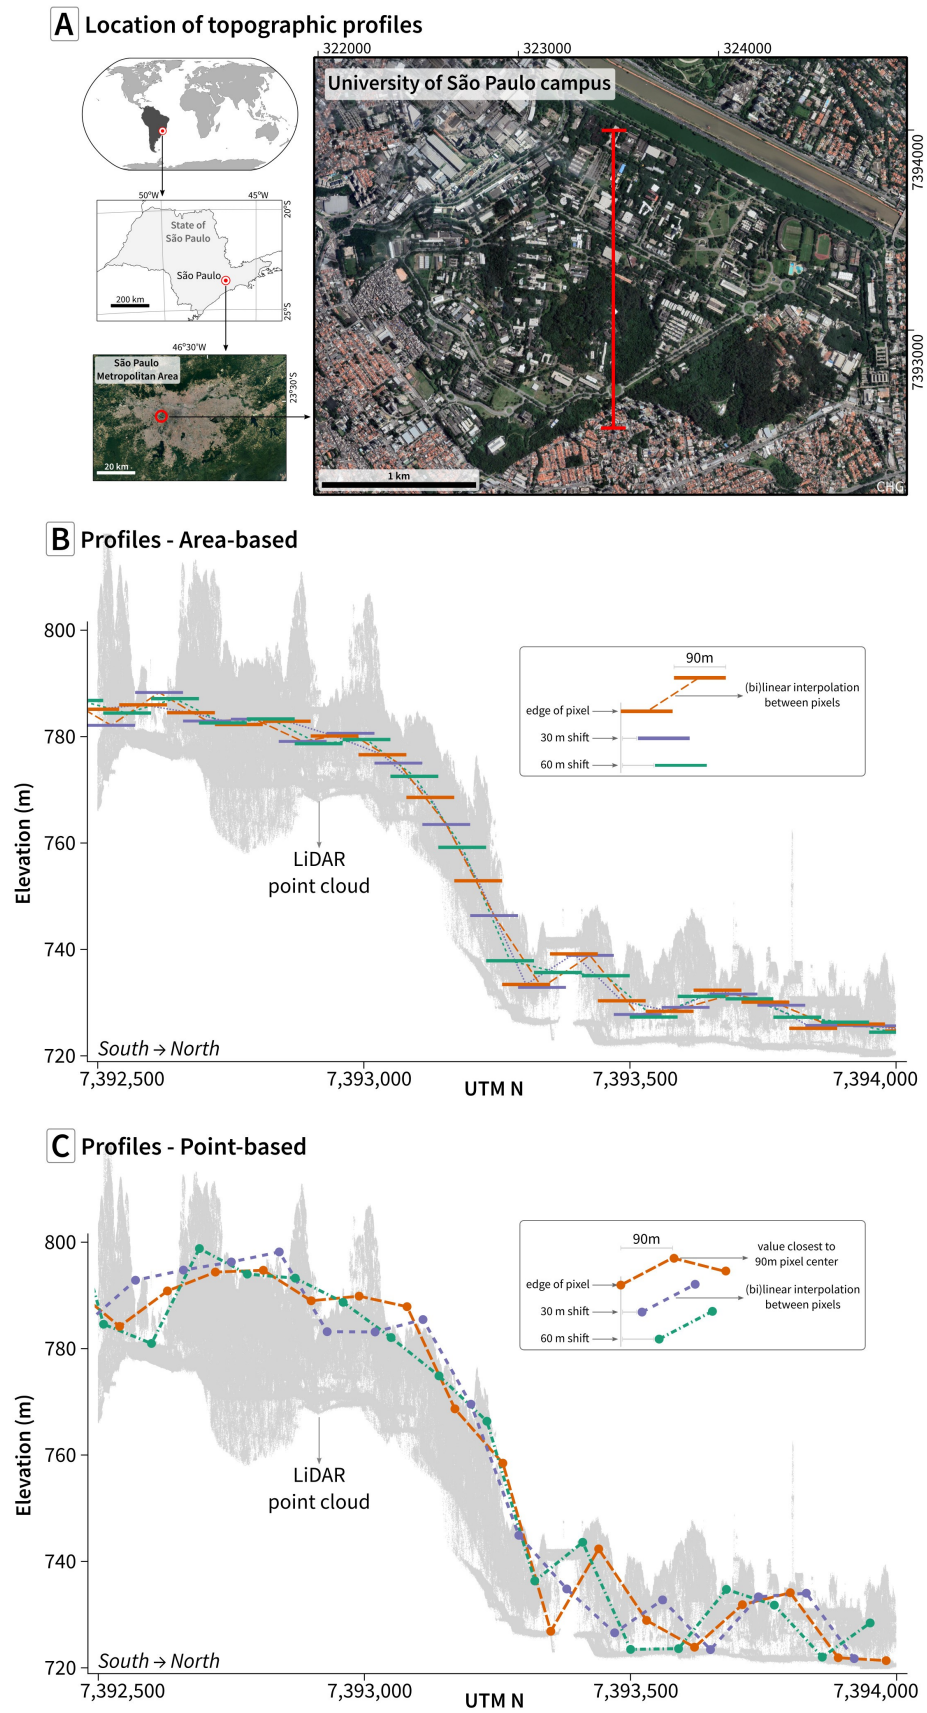 A Location of topographic profiles
322000 323000 324000
University of São Paulo campus
7394000
7393000
50°W 45°W
20°S
State of
São Paulo
São Paulo
200 km
25°S
46°30'W
São Paulo
Metropolitan Area
23°30'S
20 km
1 km
CHG
B Profiles - Area-based
800
780
760
740
720
Elevation (m)
90m
(bi)linear interpolation
between pixels
edge of pixel
30 m shift
60 m shift
LiDAR
point cloud
South → North
7,392,500 7,393,000 7,393,500 7,394,000
UTM N
C Profiles - Point-based
800
780
760
740
720
Elevation (m)
90m
value closest to
90m pixel center
edge of pixel
(bi)linear interpolation
between pixels
30 m shift
60 m shift
LiDAR
point cloud
South → North
7,392,500 7,393,000 7,393,500 7,394,000
UTM N